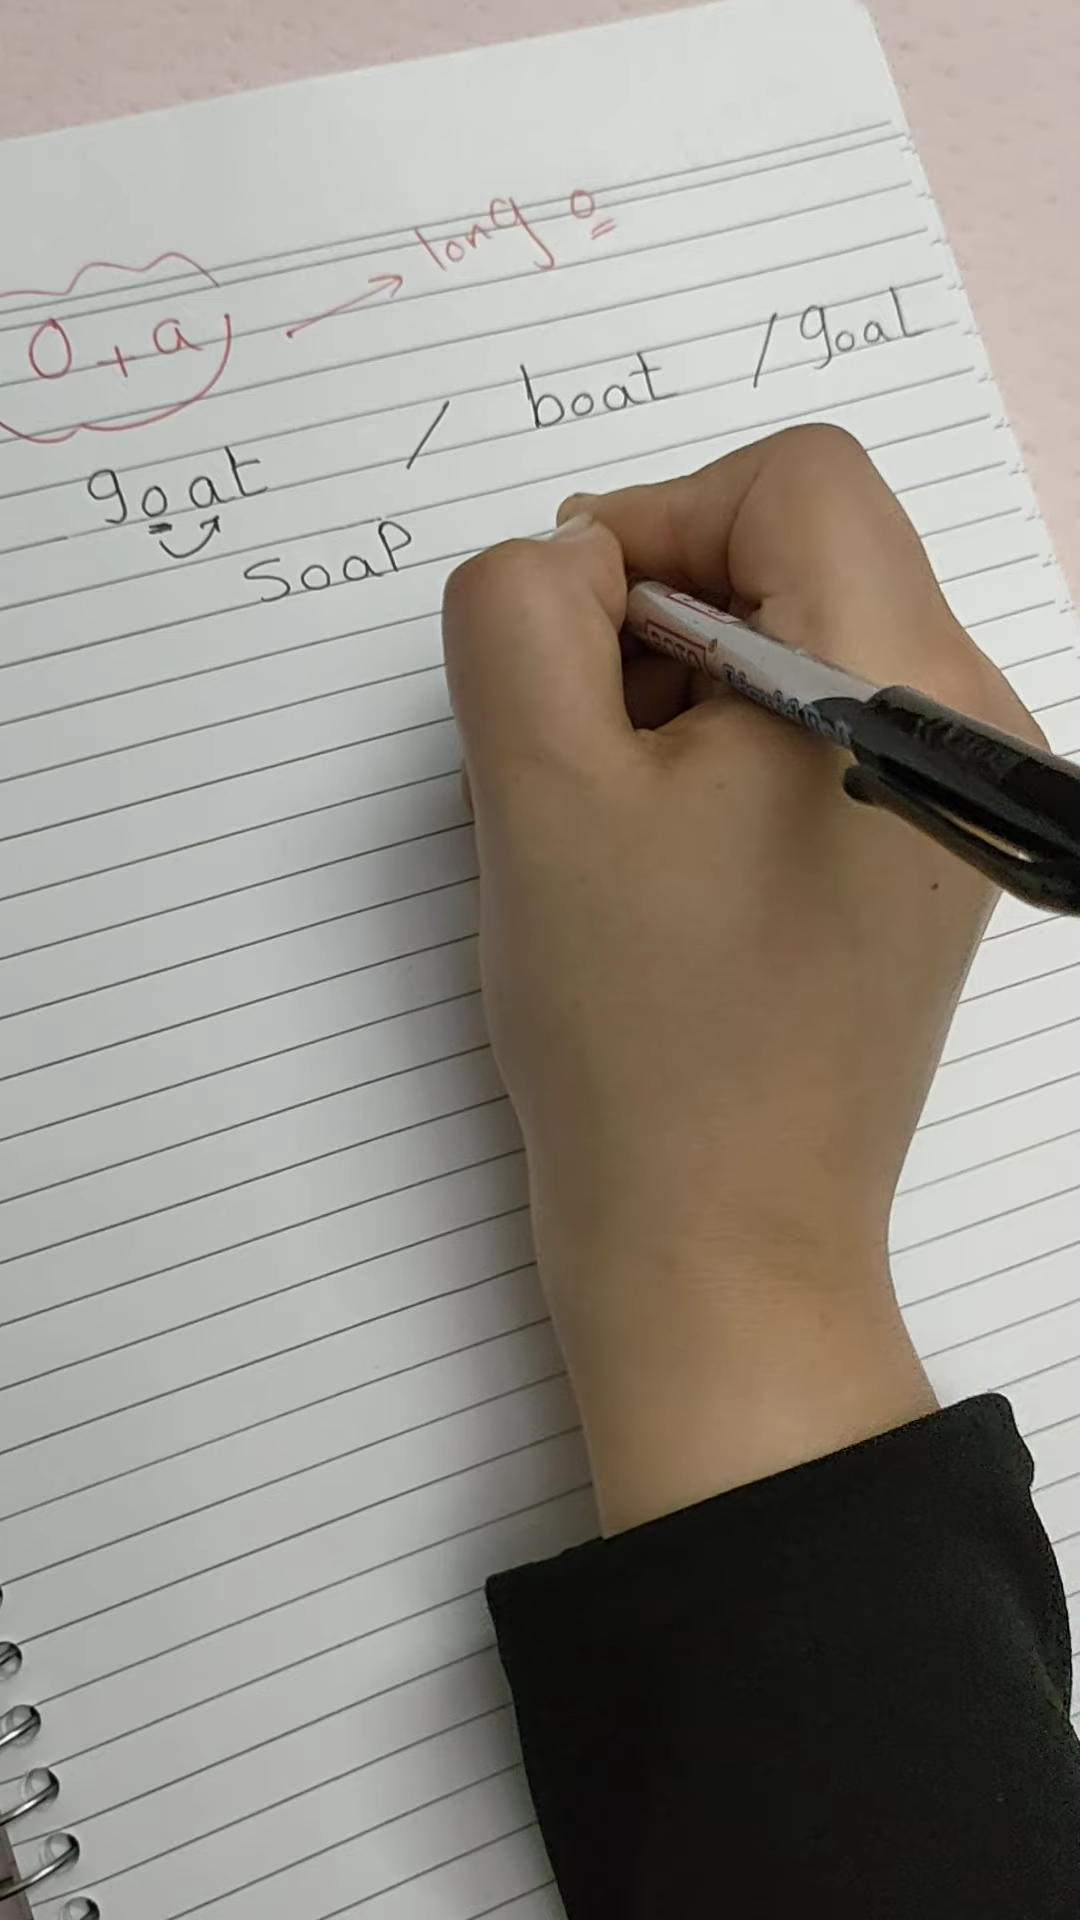 long o
O + a →
goat / boat / goal
Soap